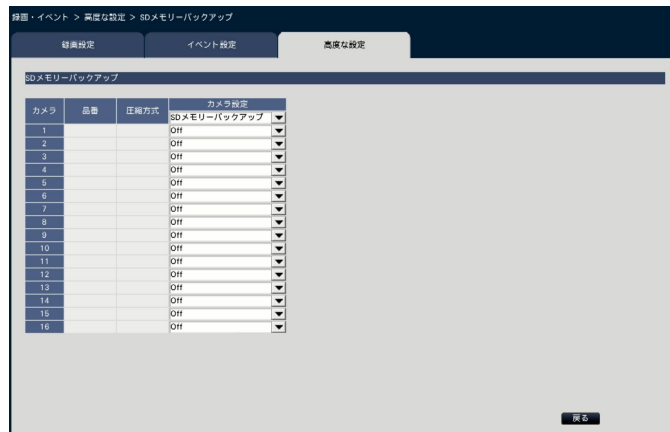 録画・イベント > 高度な設定 > SDメモリーバックアップ
録画設定 イベント設定 高度な設定
SDメモリーバックアップ
カメラ 品番 圧縮方式 カメラ設定
SDメモリーバックアップ
1 Off
2 Off
3 Off
4 Off
5 Off
6 Off
7 Off
8 Off
9 Off
10 Off
11 Off
12 Off
13 Off
14 Off
15 Off
16 Off
戻る